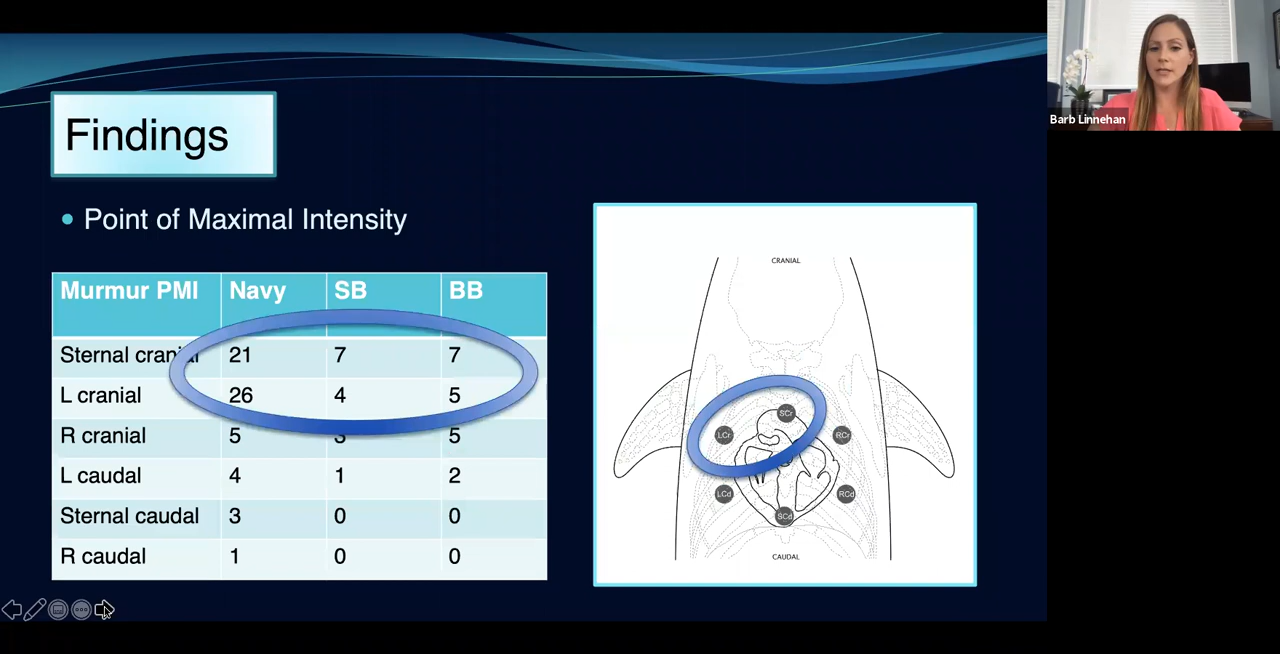 Findings
Point of Maximal Intensity
Murmur PMI Navy SB BB
Sternal cranial 21 7 7
L cranial 26 4 5
R cranial 5 3 5
L caudal 4 1 2
Sternal caudal 3 0 0
R caudal 1 0 0
CRANIAL
SCr
LCr
RCr
LCd
RCd
SCd
CAUDAL
Barb Linnehan